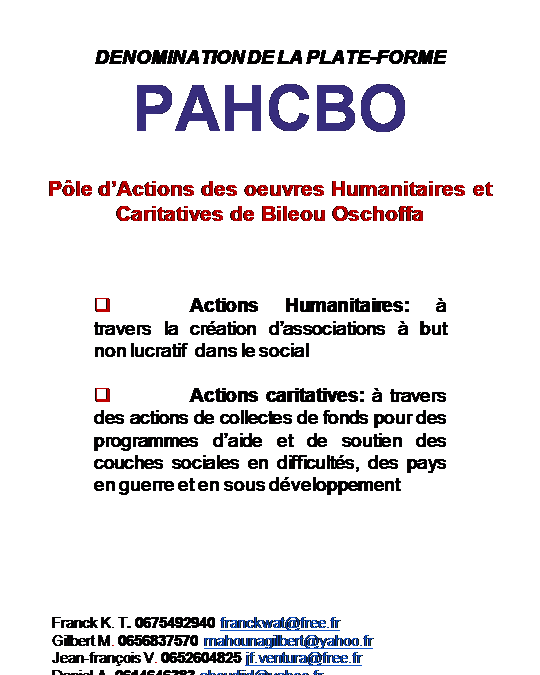 DENOMINATION DE LA PLATE-FORME
PAHCBO
Pôle d'Actions des oeuvres Humanitaires et
Caritatives de Bileou Oschoffa
❑ Actions Humanitaires: à
travers la création d'associations à but
non lucratif dans le social
❑ Actions caritatives: à travers
des actions de collectes de fonds pour des
programmes d'aide et de soutien des
couches sociales en difficultés, des pays
en guerre et en sous développement
Franck K. T. 0675492940 franckwat@free.fr
Gilbert M. 0656837570 mahounagilbert@yahoo.fr
Jean-françois V. 0652604825 jf.ventura@free.fr
Daniel A.